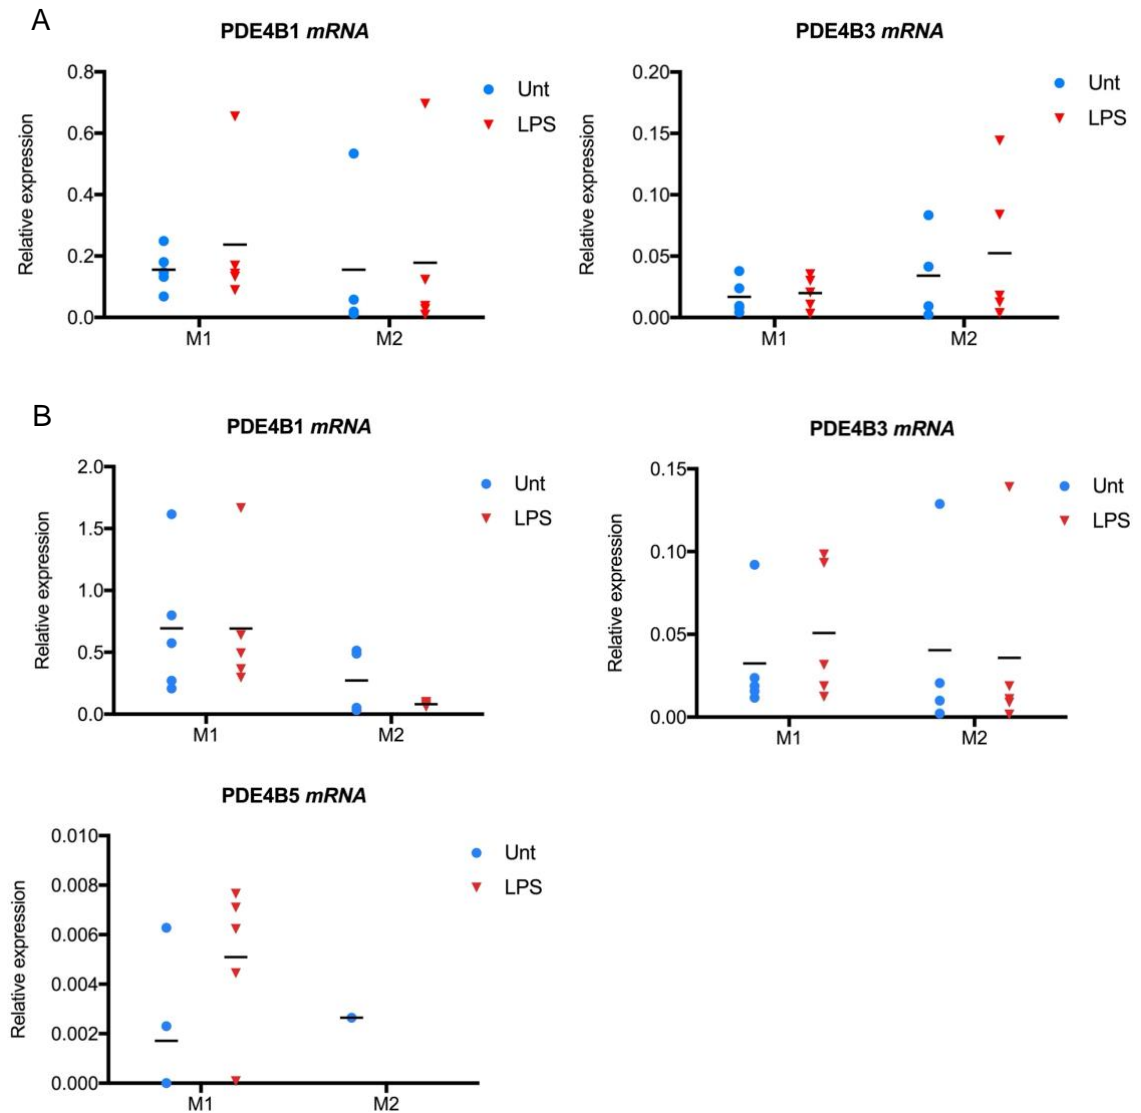 A
PDE4B1 mRNA
Relative expression
0.8
0.6
0.4
0.2
0.0
M1
M2
Unt
LPS
PDE4B3 mRNA
Relative expression
0.20
0.15
0.10
0.05
0.00
M1
M2
Unt
LPS
B
PDE4B1 mRNA
Relative expression
2.0
1.5
1.0
0.5
0.0
M1
M2
Unt
LPS
PDE4B3 mRNA
Relative expression
0.15
0.10
0.05
0.00
M1
M2
Unt
LPS
PDE4B5 mRNA
Relative expression
0.010
0.008
0.006
0.004
0.002
0.000
M1
M2
Unt
LPS